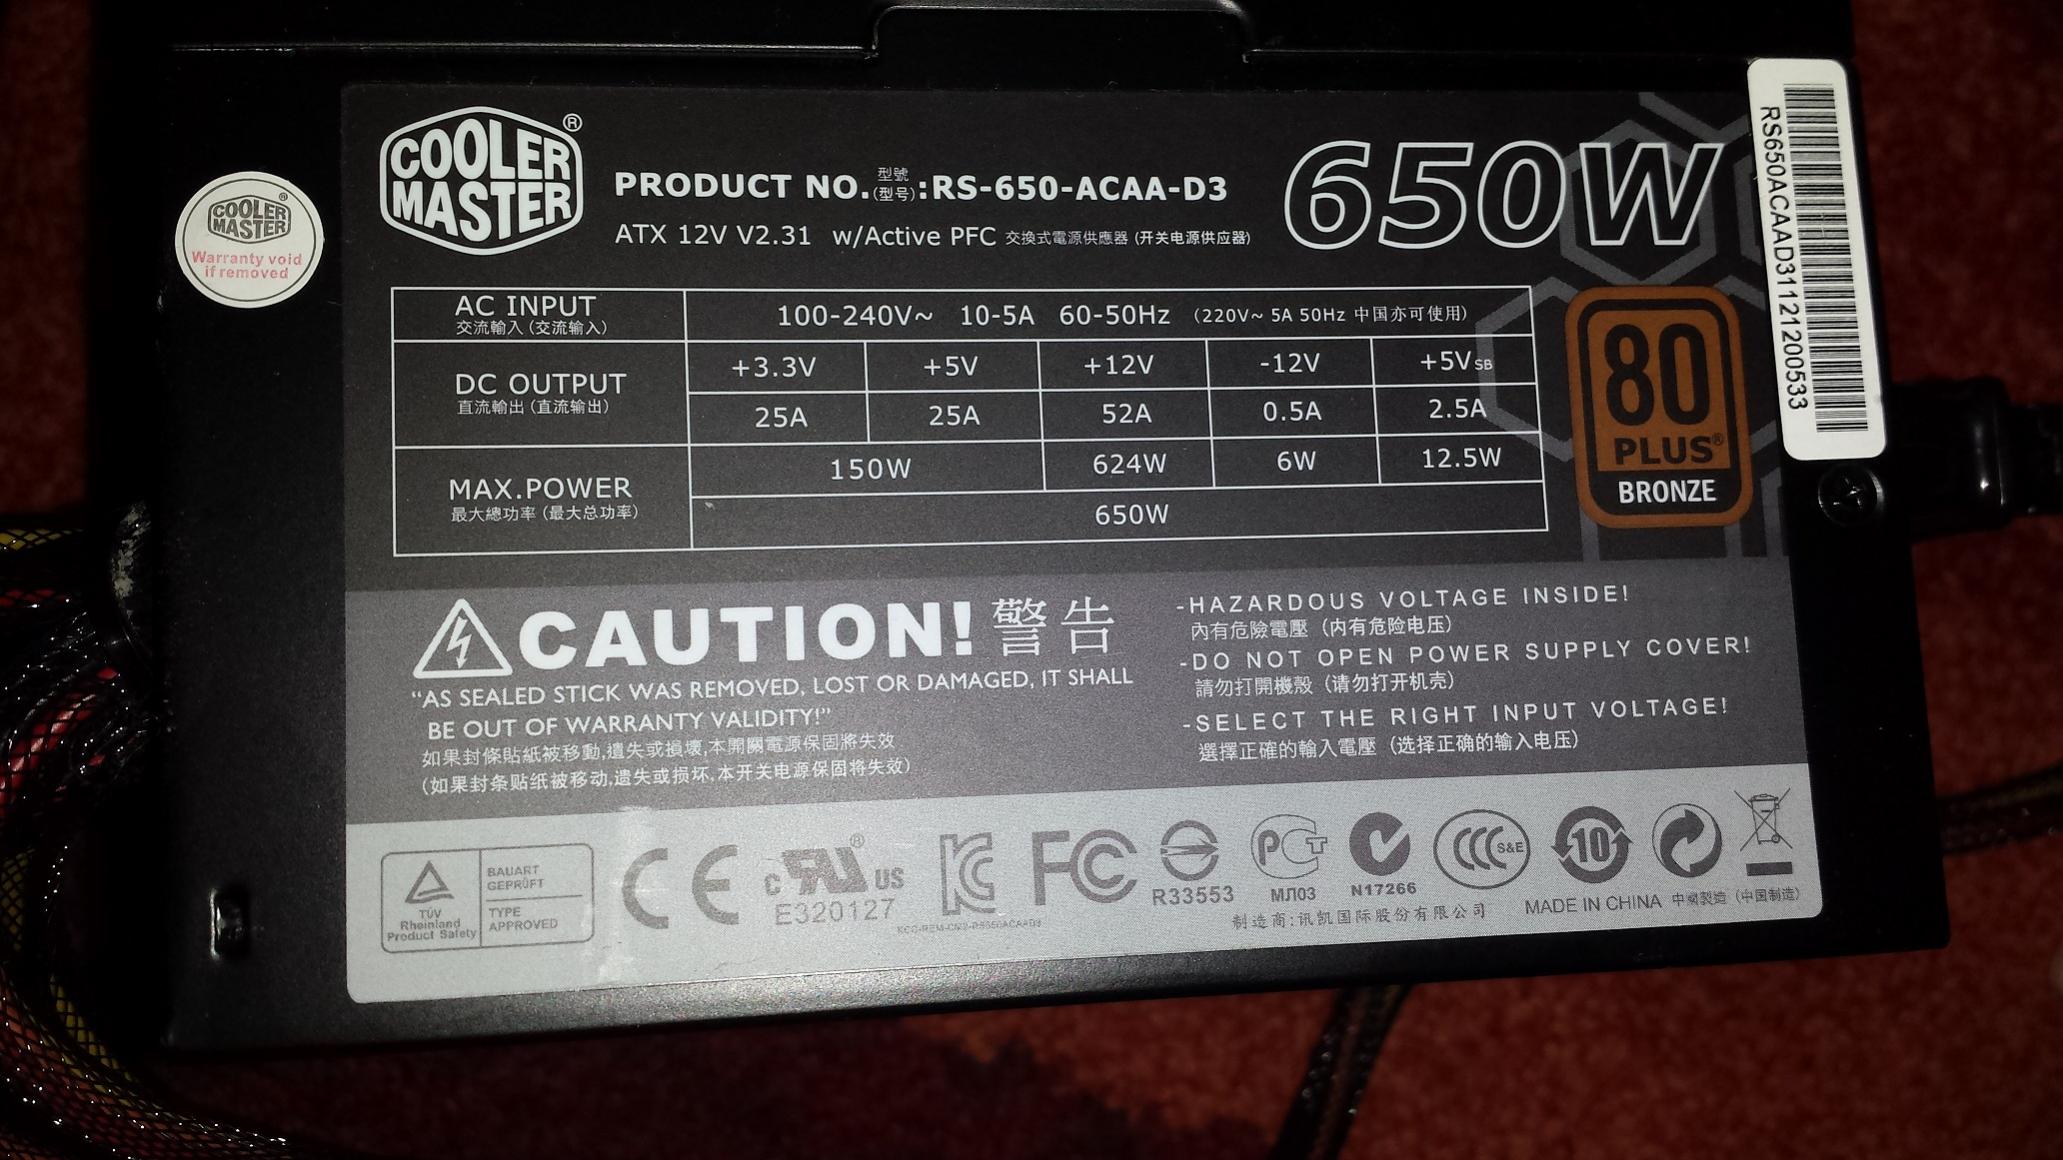 COOLER
MASTER
®
Warranty void
if removed
COOLER
MASTER
®
PRODUCT NO.型號(型号):RS-650-ACAA-D3
ATX 12V V2.31 w/Active PFC 交換式電源供應器 (开关电源供应器)
650W
RS650ACAAD31121200533
AC INPUT 100-240V~ 10-5A 60-50Hz (220V~ 5A 50Hz 中国亦可使用)
交流輸入 (交流输入)
DC OUTPUT +3.3V +5V +12V -12V +5VSB
直流輸出 (直流输出) 25A 25A 52A 0.5A 2.5A
MAX.POWER 150W 624W 6W 12.5W
最大總功率 (最大总功率) 650W
80
PLUS®
BRONZE
CAUTION! 警告
“AS SEALED STICK WAS REMOVED, LOST OR DAMAGED, IT SHALL
BE OUT OF WARRANTY VALIDITY!”
如果封條貼紙被移動,遺失或損壞,本開關電源保固將失效
(如果封条贴纸被移动,遗失或损坏,本开关电源保固将失效)
-HAZARDOUS VOLTAGE INSIDE!
內有危險電壓 (内有危险电压)
-DO NOT OPEN POWER SUPPLY COVER!
請勿打開機殼 (请勿打开机壳)
-SELECT THE RIGHT INPUT VOLTAGE!
選擇正確的輸入電壓 (选择正确的输入电压)
TÜV
Rheinland
Product Safety
BAUART
GEPRÜFT
TYPE
APPROVED
CE
c RU ® US
E320127
KC
KCC-REM-CM2-RS650ACAAD3
FC
R33553
РСТ
МЛ03
N17266
CCC S&E
10
制造商:讯凯国际股份有限公司
MADE IN CHINA 中國製造 (中国制造)